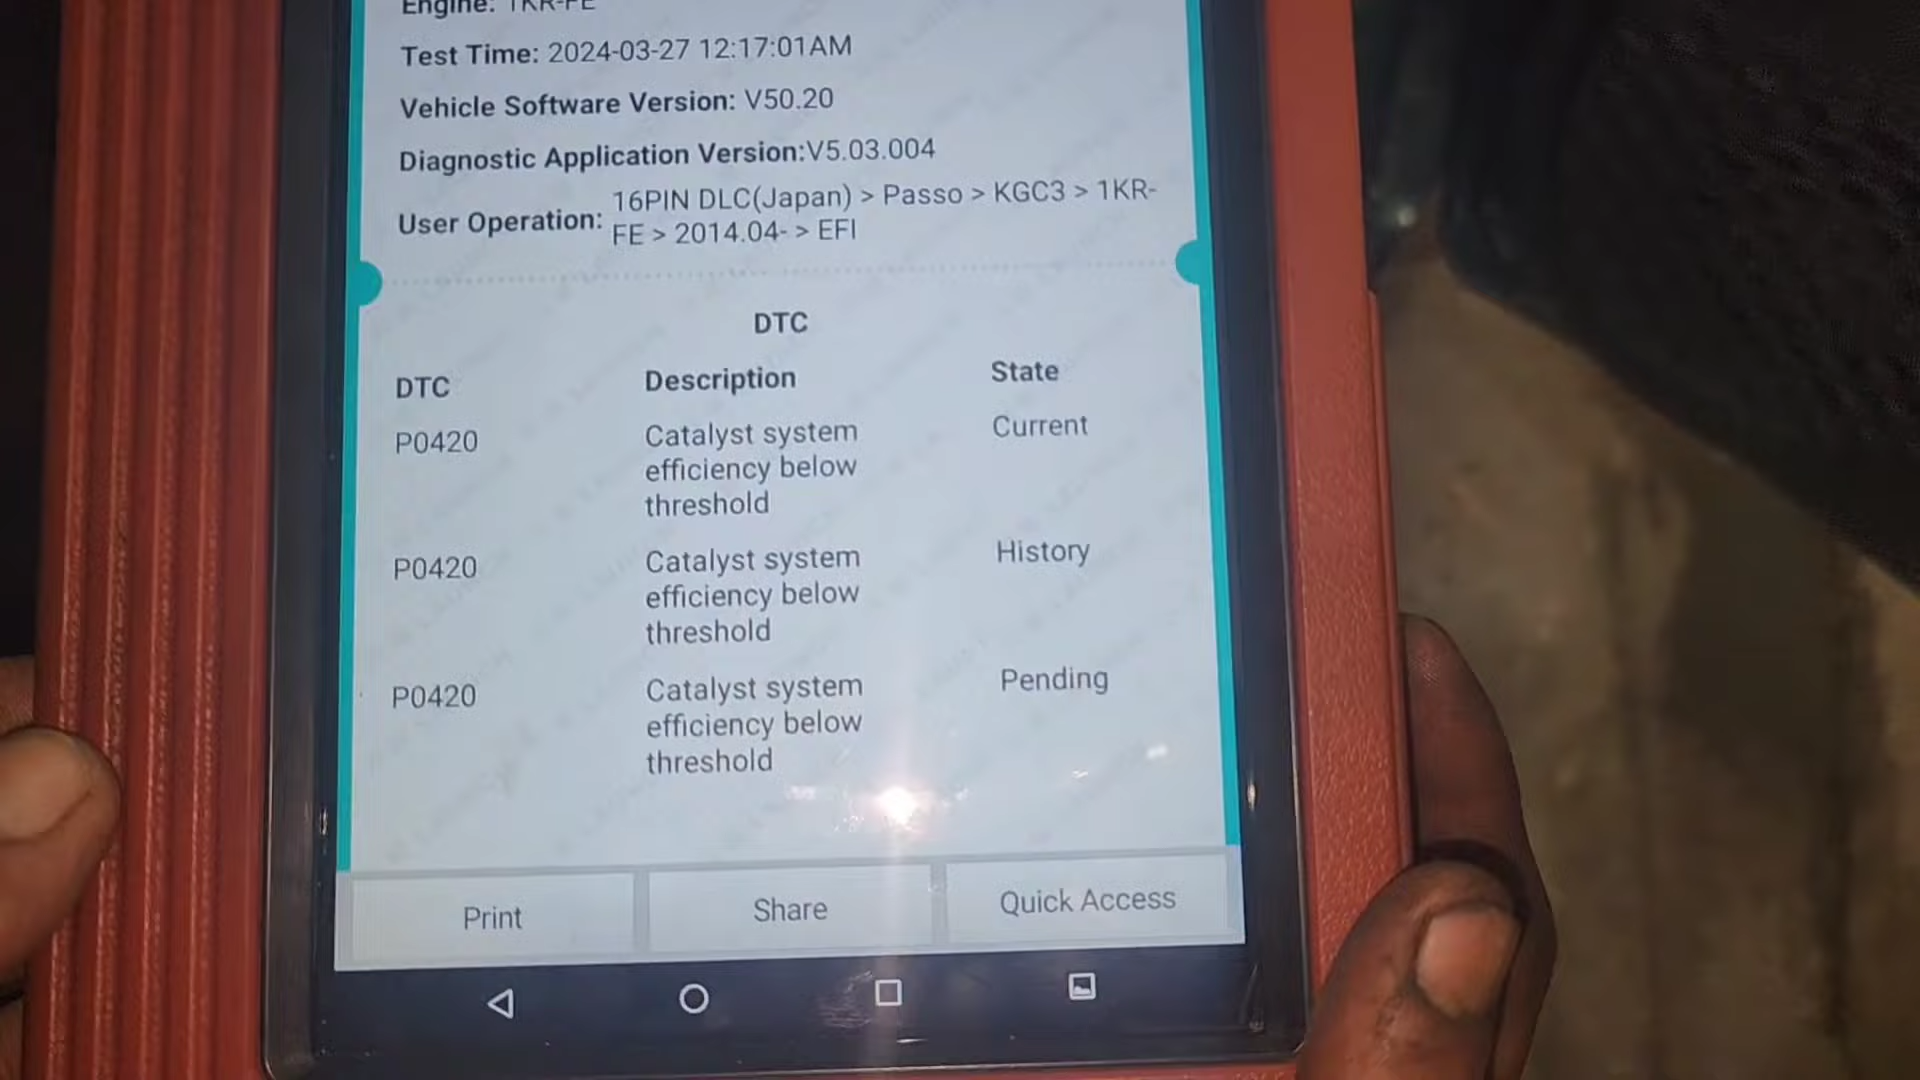 Engine: 1KR-FE
Test Time: 2024-03-27 12:17:01AM
Vehicle Software Version: V50.20
Diagnostic Application Version:V5.03.004
User Operation: 16PIN DLC(Japan) > Passo > KGC3 > 1KR-
FE > 2014.04- > EFI
DTC
DTC Description State
P0420 Catalyst system Current
efficiency below
threshold
P0420 Catalyst system History
efficiency below
threshold
P0420 Catalyst system Pending
efficiency below
threshold
Print Share Quick Access